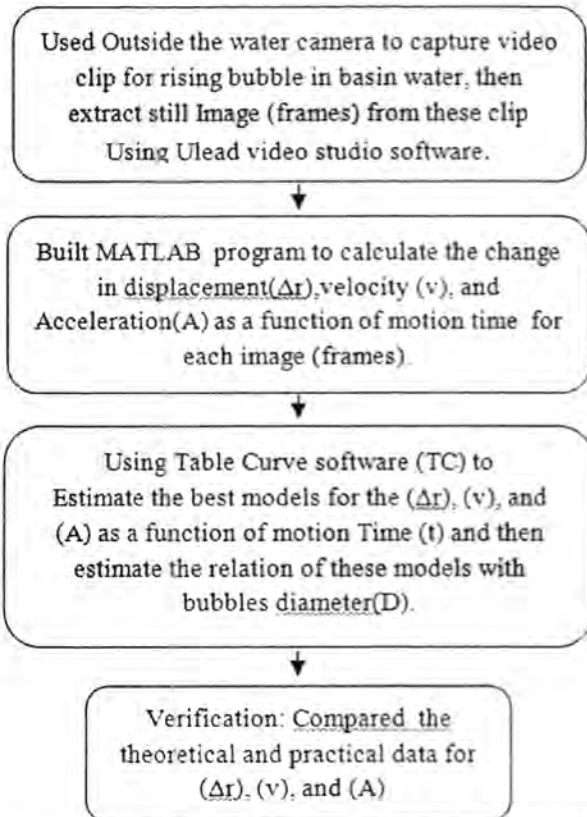 Used Outside the water camera to capture video
clip for rising bubble in basin water, then
extract still Image (frames) from these clip
Using Ulead video studio software.
Built MATLAB program to calculate the change
in displacement(Δr),velocity (v), and
Acceleration(A) as a function of motion time for
each image (frames).
Using Table Curve software (TC) to
Estimate the best models for the (Δr), (v), and
(A) as a function of motion Time (t) and then
estimate the relation of these models with
bubbles diameter(D).
Verification: Compared the
theoretical and practical data for
(Δr), (v), and (A)